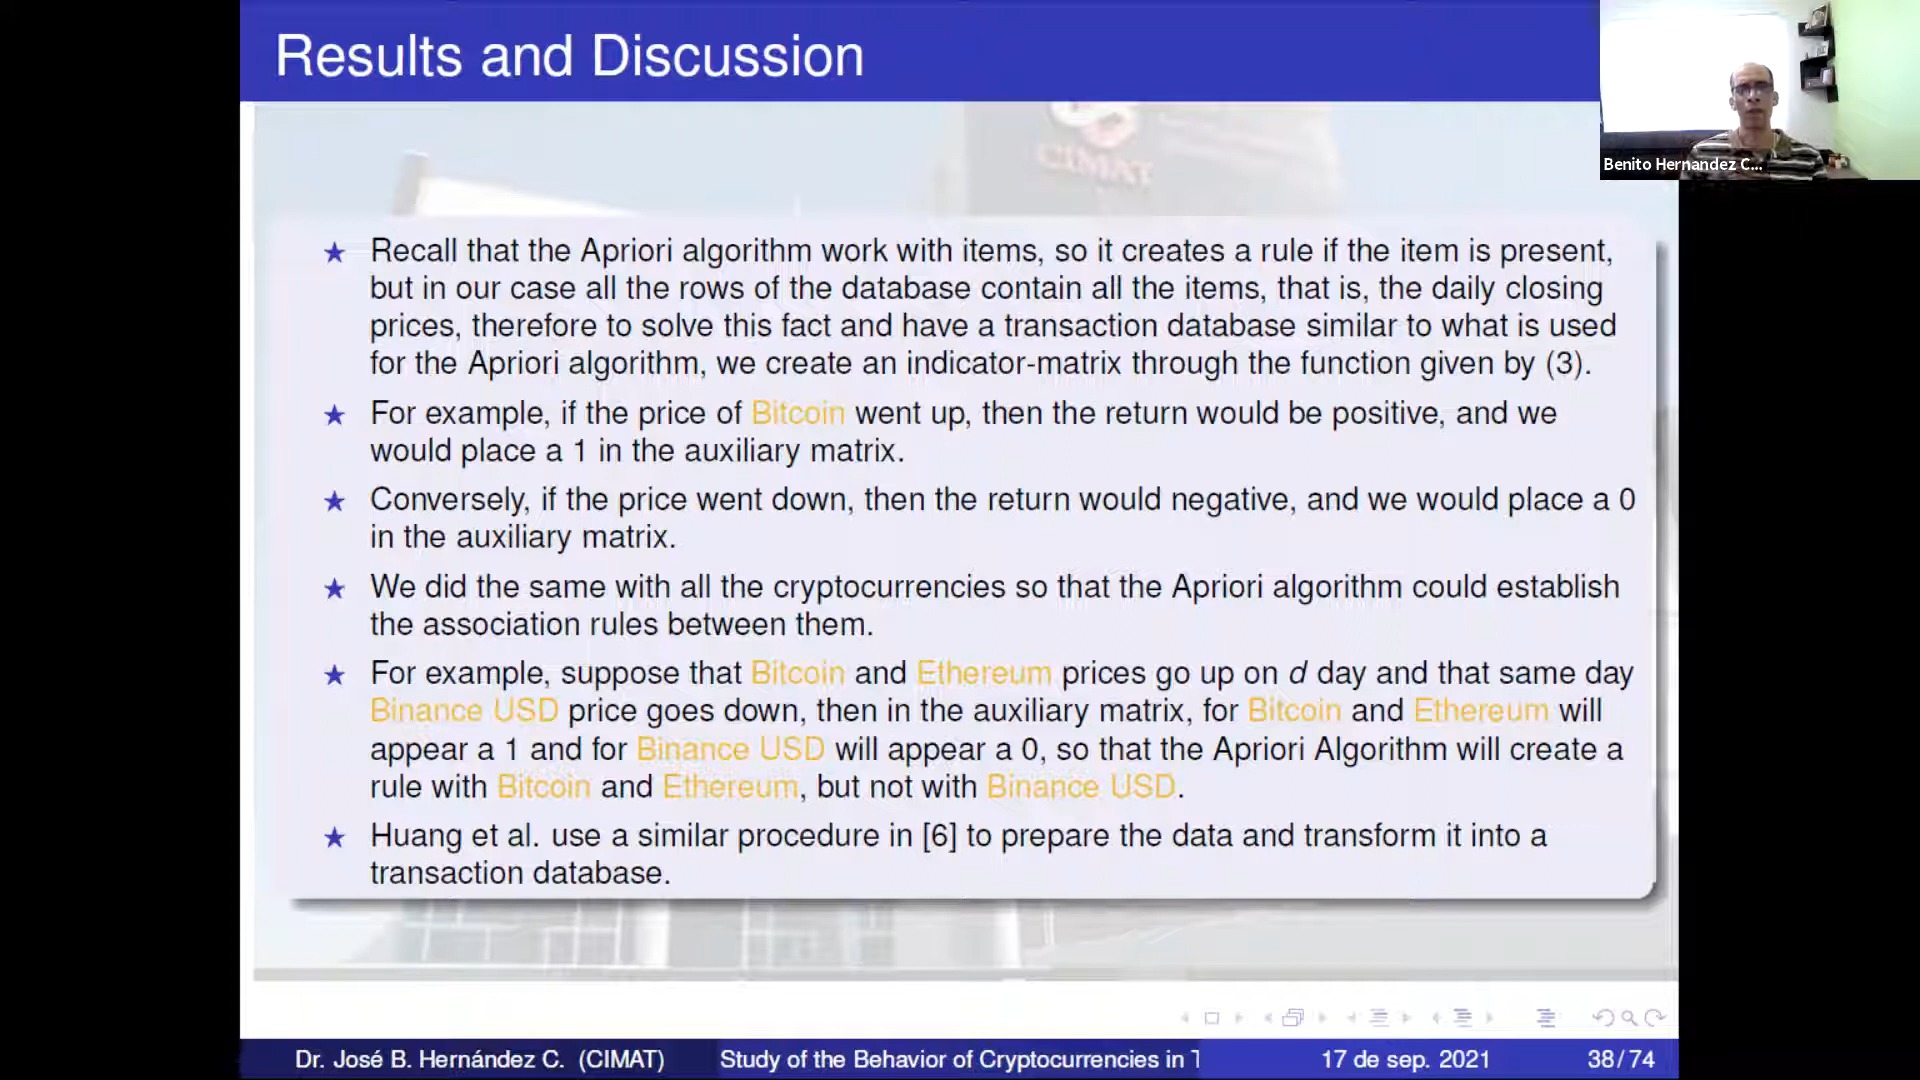 Results and Discussion
Benito Hernandez C...
CIMAT
★ Recall that the Apriori algorithm work with items, so it creates a rule if the item is present,
but in our case all the rows of the database contain all the items, that is, the daily closing
prices, therefore to solve this fact and have a transaction database similar to what is used
for the Apriori algorithm, we create an indicator-matrix through the function given by (3).
★ For example, if the price of Bitcoin went up, then the return would be positive, and we
would place a 1 in the auxiliary matrix.
★ Conversely, if the price went down, then the return would negative, and we would place a 0
in the auxiliary matrix.
★ We did the same with all the cryptocurrencies so that the Apriori algorithm could establish
the association rules between them.
★ For example, suppose that Bitcoin and Ethereum prices go up on d day and that same day
Binance USD price goes down, then in the auxiliary matrix, for Bitcoin and Ethereum will
appear a 1 and for Binance USD will appear a 0, so that the Apriori Algorithm will create a
rule with Bitcoin and Ethereum, but not with Binance USD.
★ Huang et al. use a similar procedure in [6] to prepare the data and transform it into a
transaction database.
Dr. José B. Hernández C. (CIMAT) Study of the Behavior of Cryptocurrencies in T 17 de sep. 2021 38/74